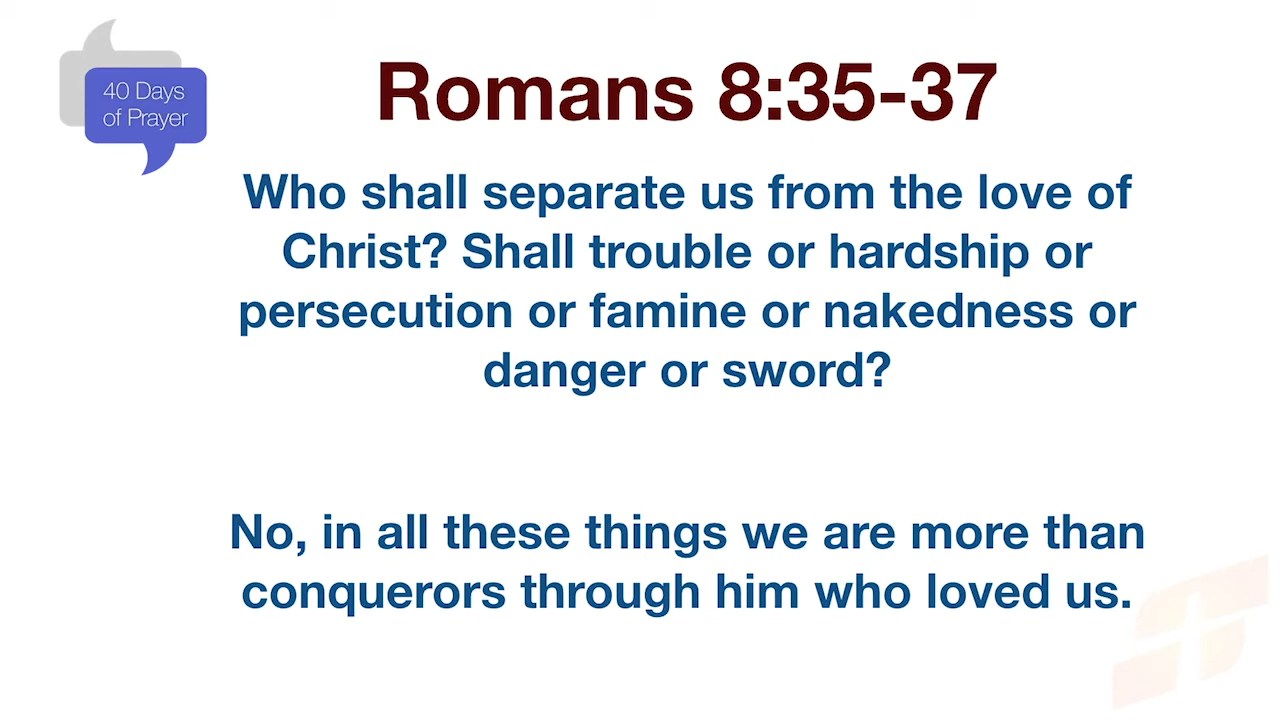 40 Days
of Prayer
Romans 8:35-37
Who shall separate us from the love of
Christ? Shall trouble or hardship or
persecution or famine or nakedness or
danger or sword?
No, in all these things we are more than
conquerors through him who loved us.